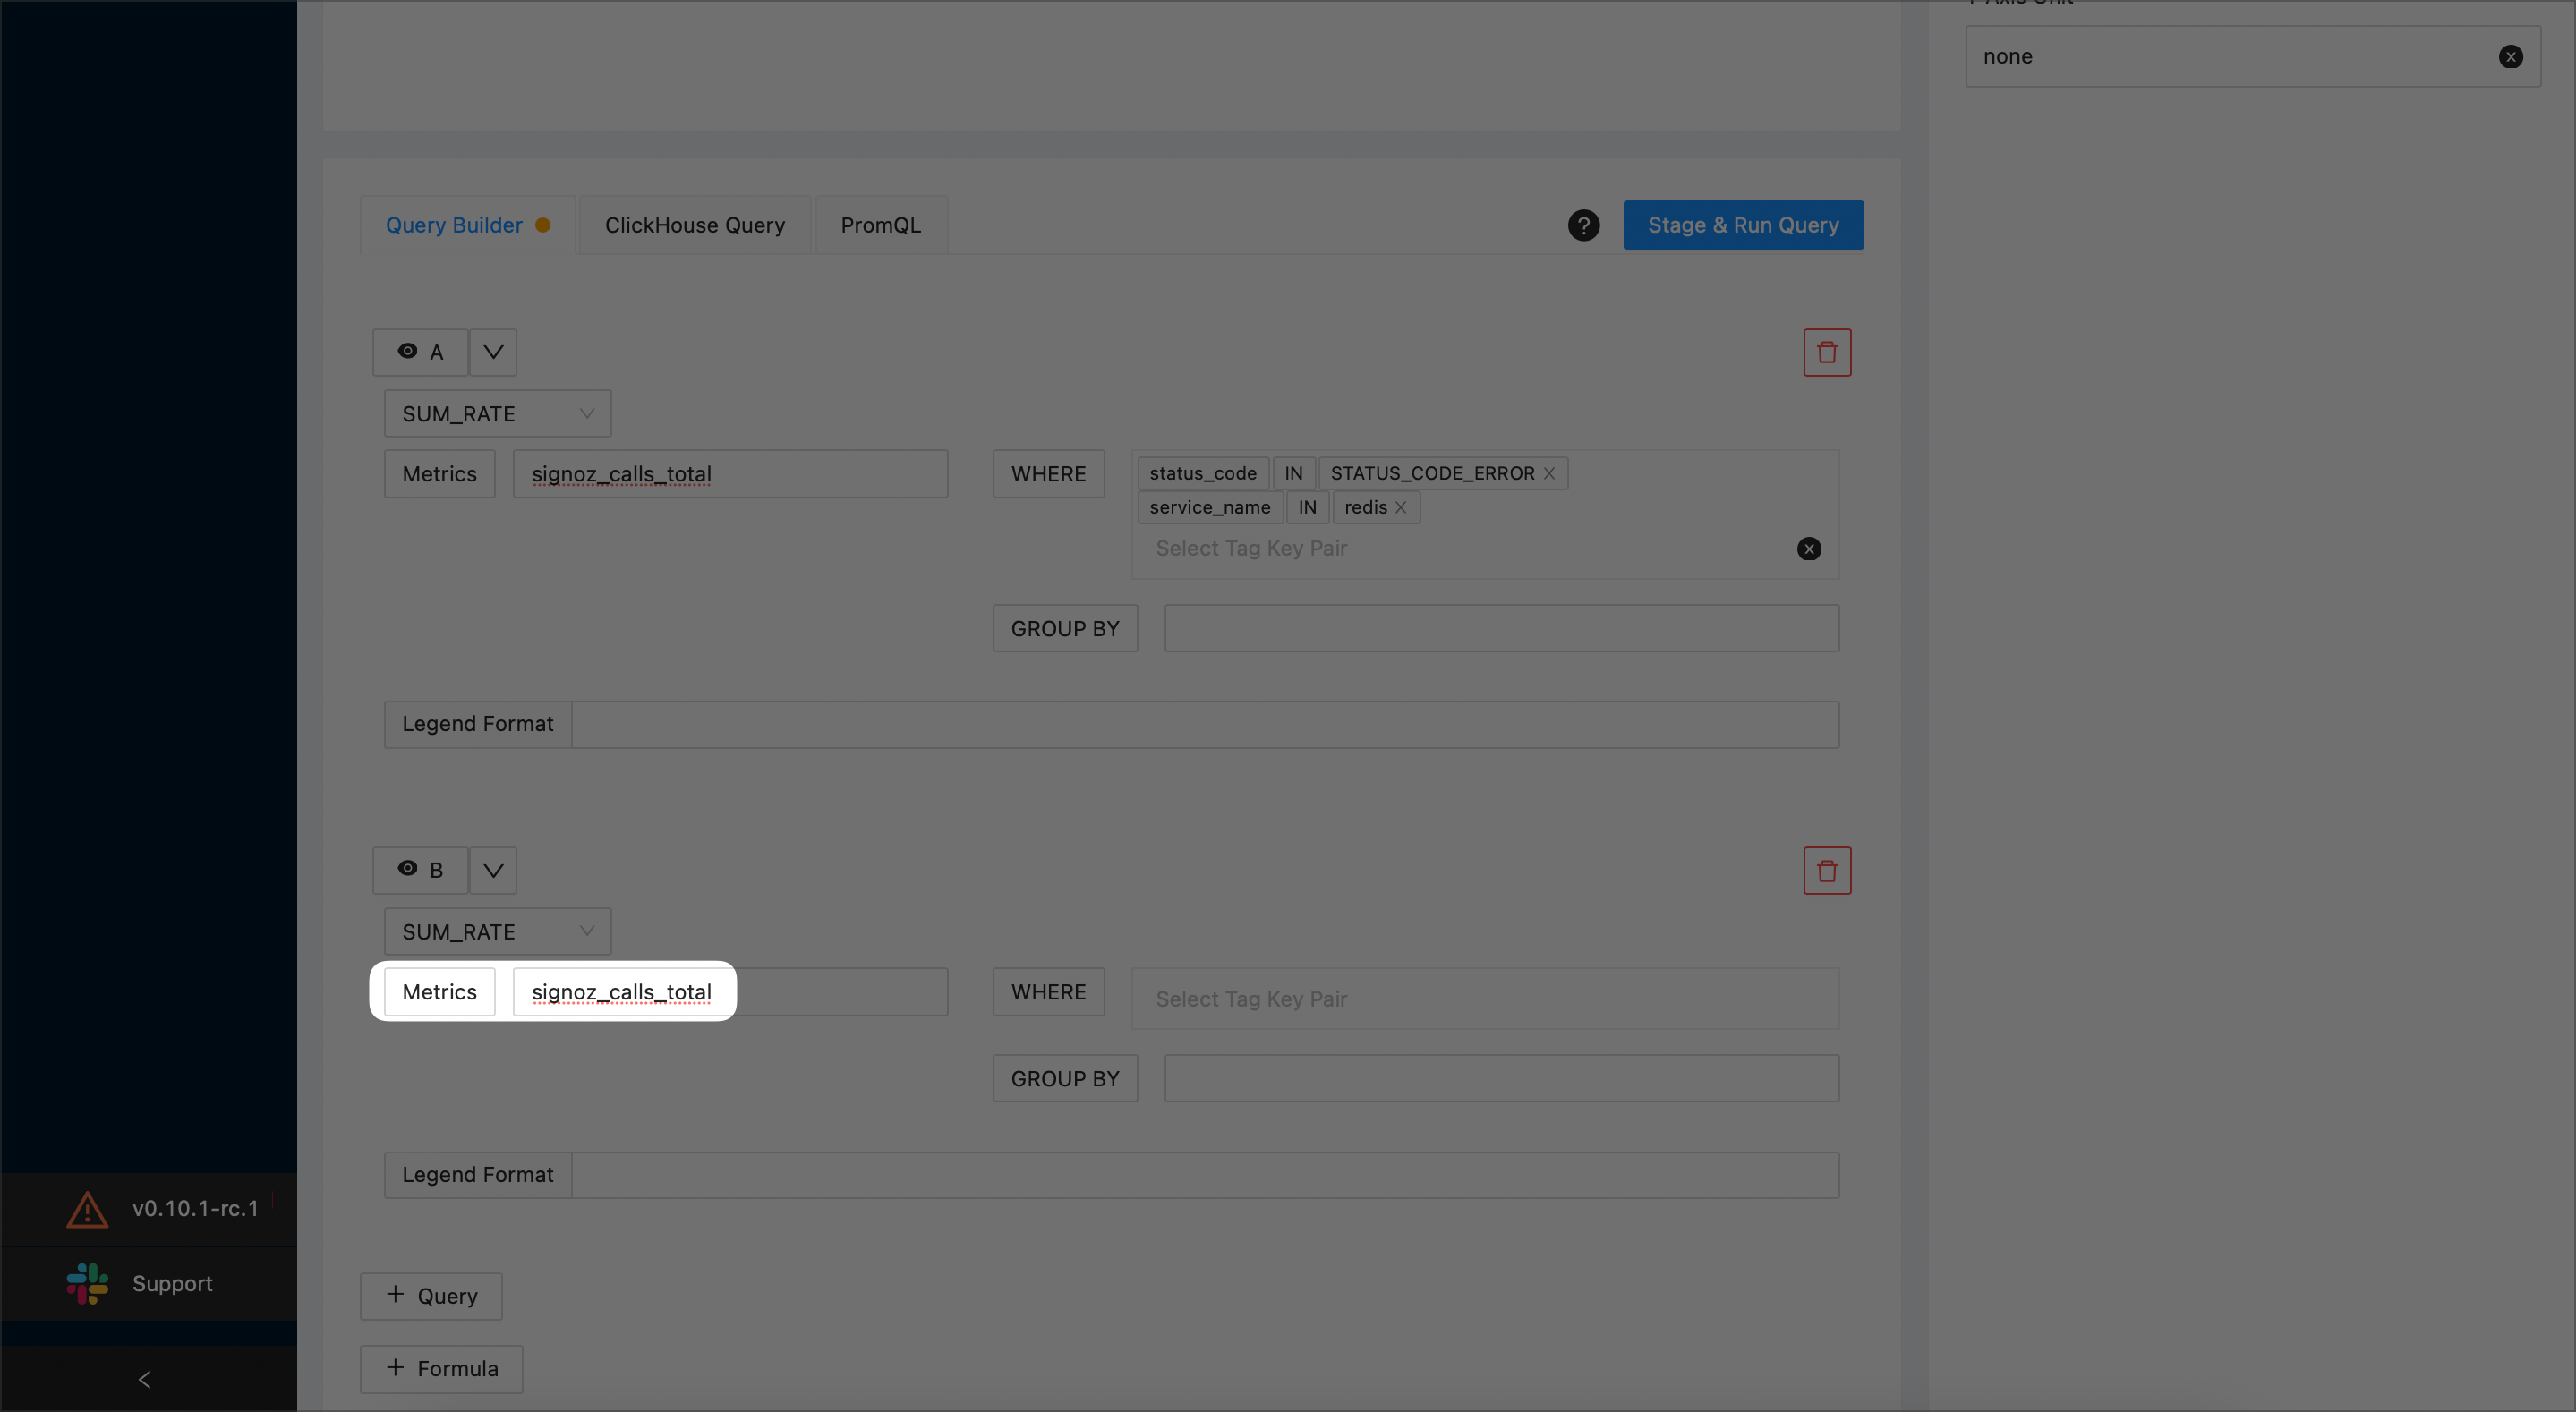 none
Query Builder ClickHouse Query PromQL ? Stage & Run Query
A
SUM_RATE
Metrics signoz_calls_total WHERE status_code IN STATUS_CODE_ERROR
service_name IN redis
Select Tag Key Pair
GROUP BY
Legend Format
B
SUM_RATE
Metrics signoz_calls_total WHERE Select Tag Key Pair
GROUP BY
Legend Format
v0.10.1-rc.1
Support
+ Query
+ Formula